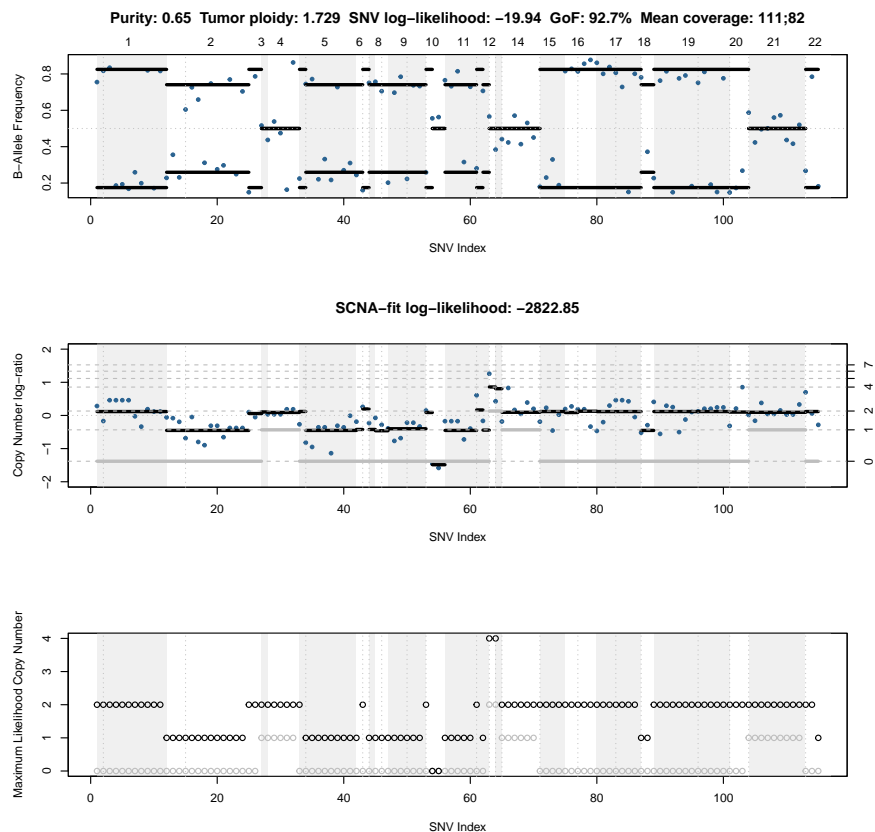 Purity: 0.65 Tumor ploidy: 1.729 SNV log−likelihood: −19.94 GoF: 92.7% Mean coverage: 111;82
1 2 3 4 5 6 8 9 10 11 12 14 15 16 17 18 19 20 21 22
B−Allele Frequency
0.8
0.6
0.4
0.2
0 20 40 60 80 100
SNV Index
SCNA−fit log−likelihood: −2822.85
Copy Number log−ratio
2
1
0
−1
−2
7
4
2
1
0
0 20 40 60 80 100
SNV Index
Maximum Likelihood Copy Number
4
3
2
1
0
0 20 40 60 80 100
SNV Index